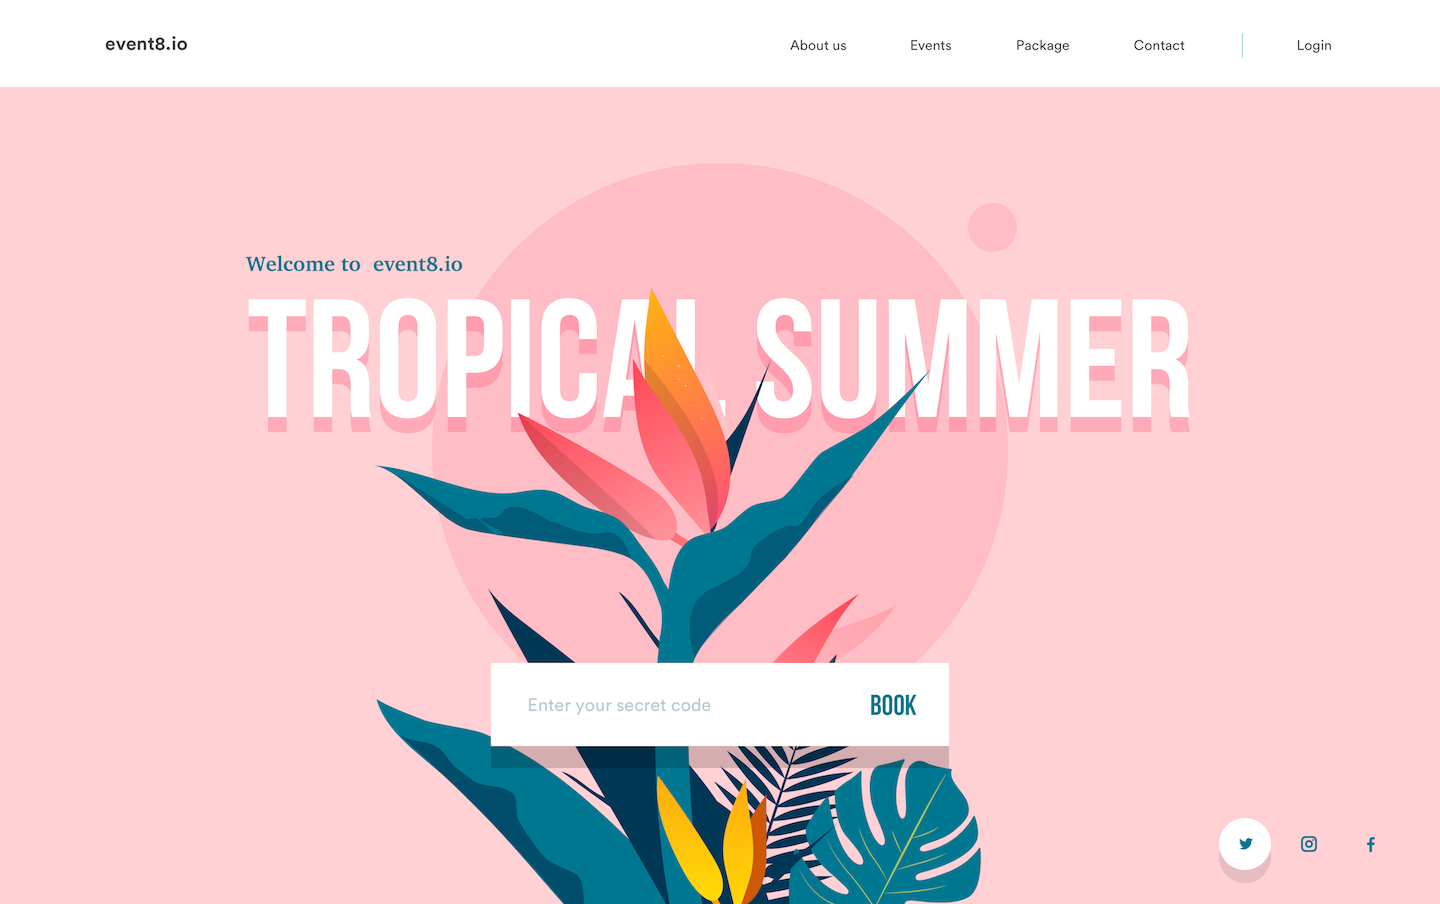 event8.io
About us
Events
Package
Contact
Login
Welcome to event8.io
TROPICAL SUMMER
Enter your secret code
BOOK